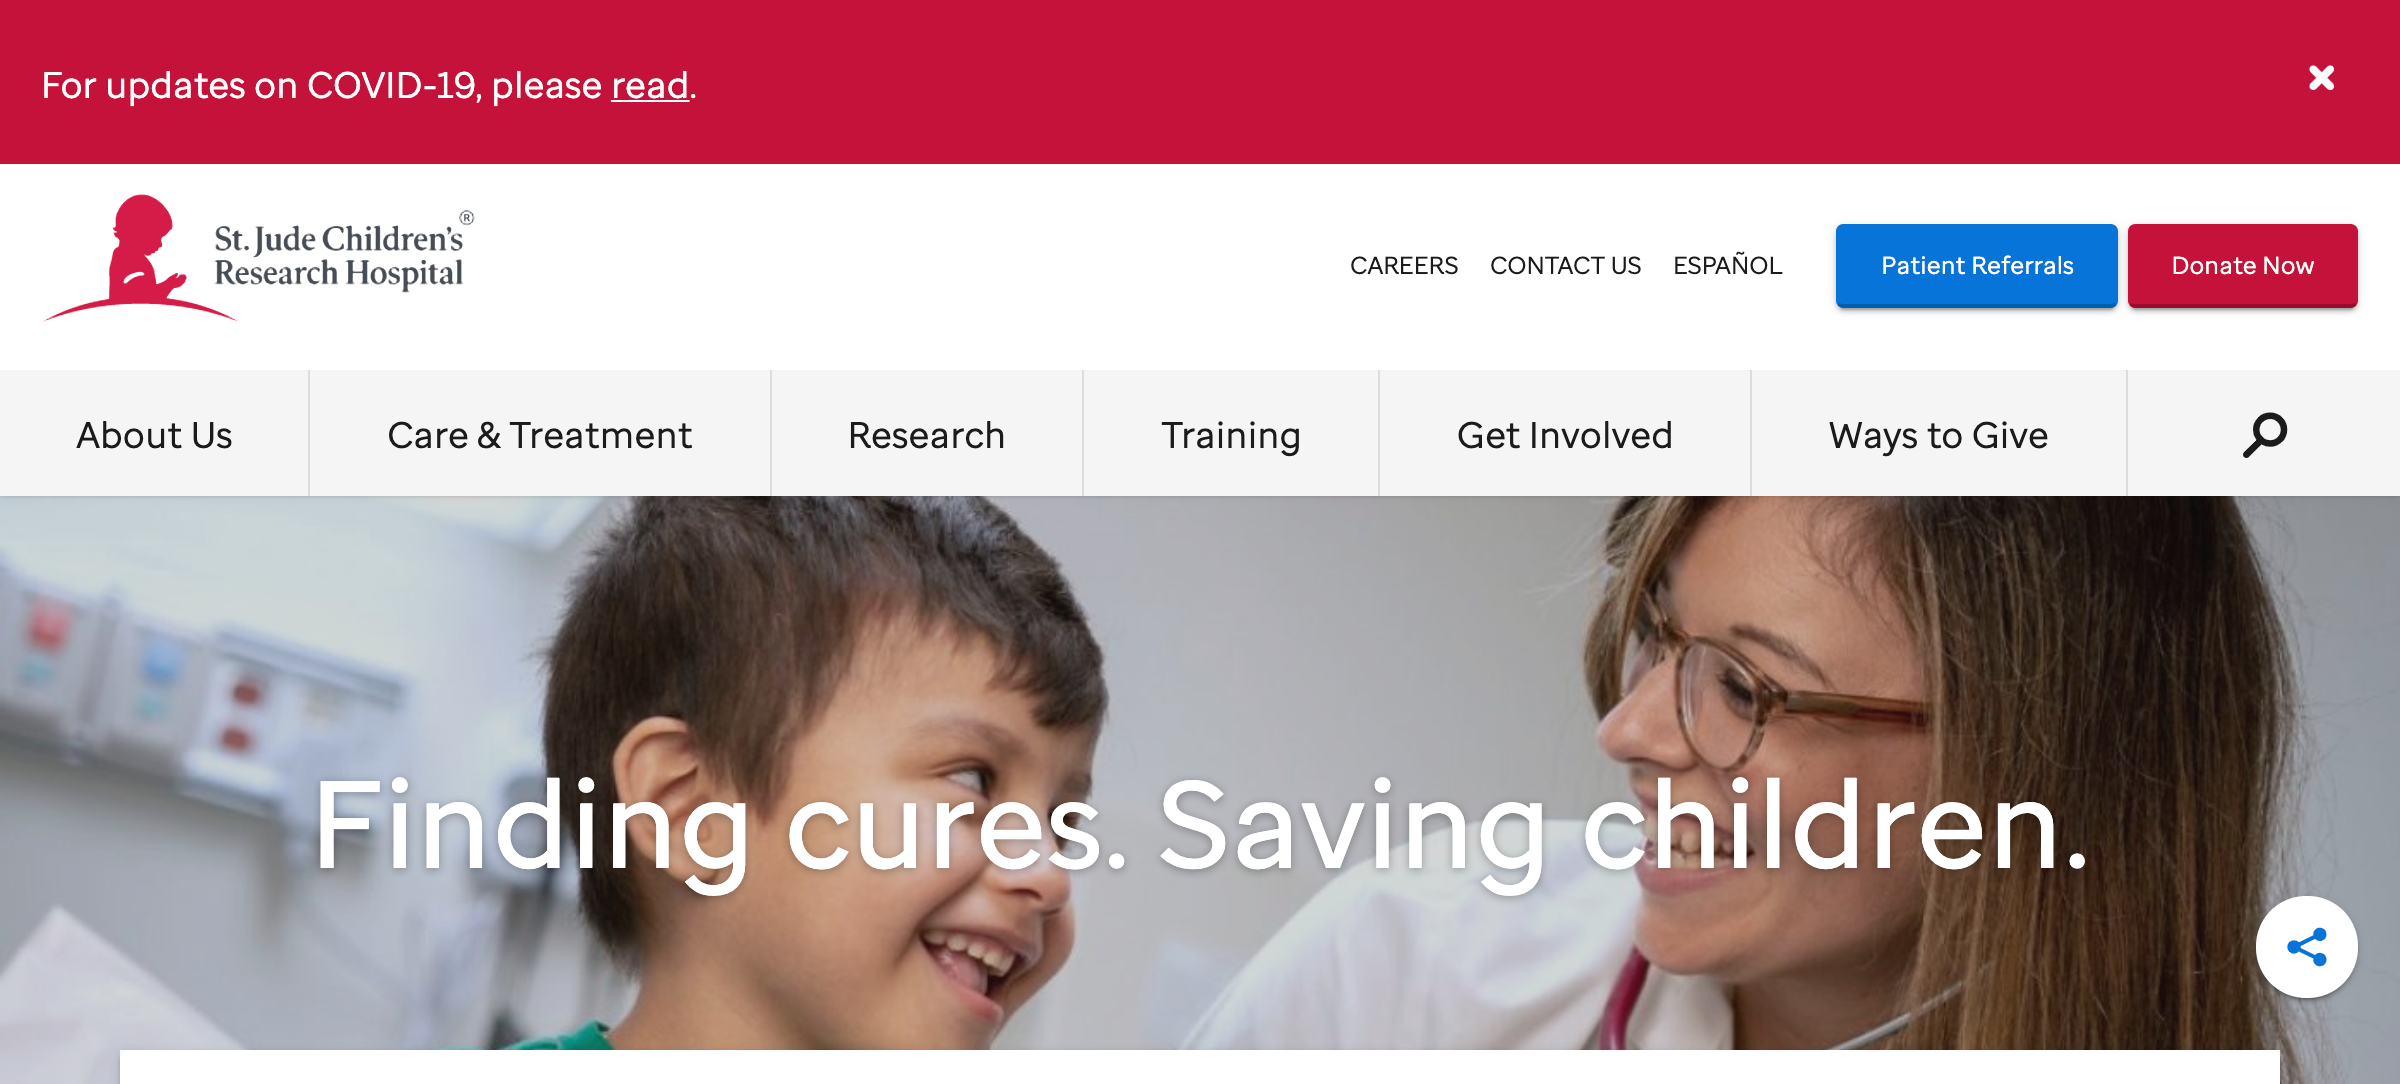 For updates on COVID-19, please read.
St. Jude Children's®
Research Hospital
CAREERS CONTACT US ESPAÑOL Patient Referrals Donate Now
About Us Care & Treatment Research Training Get Involved Ways to Give
Finding cures. Saving children.